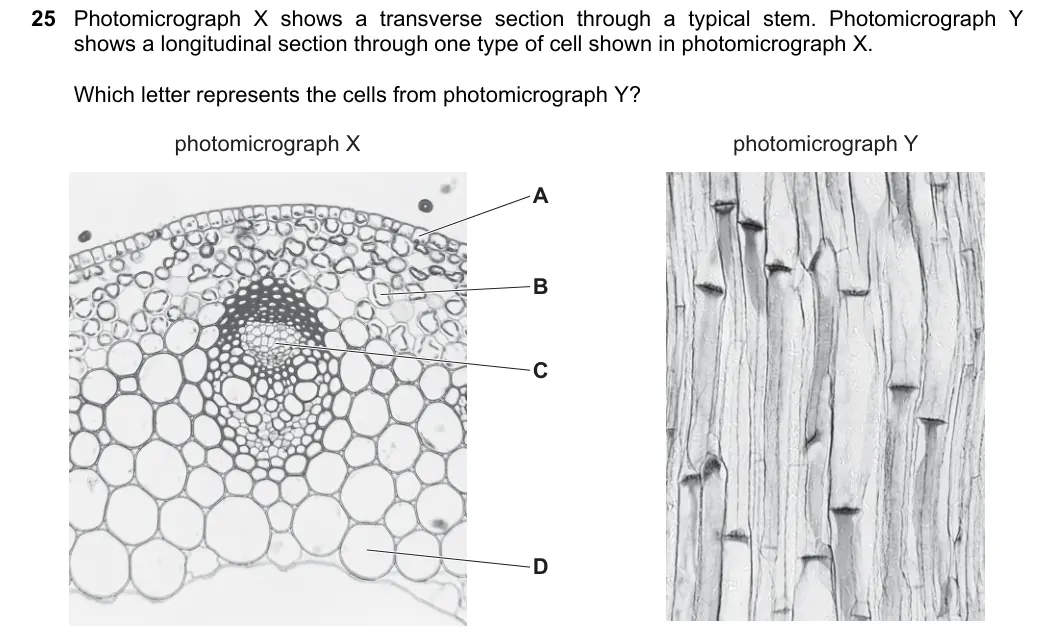 25 Photomicrograph X shows a transverse section through a typical stem. Photomicrograph Y
shows a longitudinal section through one type of cell shown in photomicrograph X.
Which letter represents the cells from photomicrograph Y?
photomicrograph X
photomicrograph Y
A
B
C
D